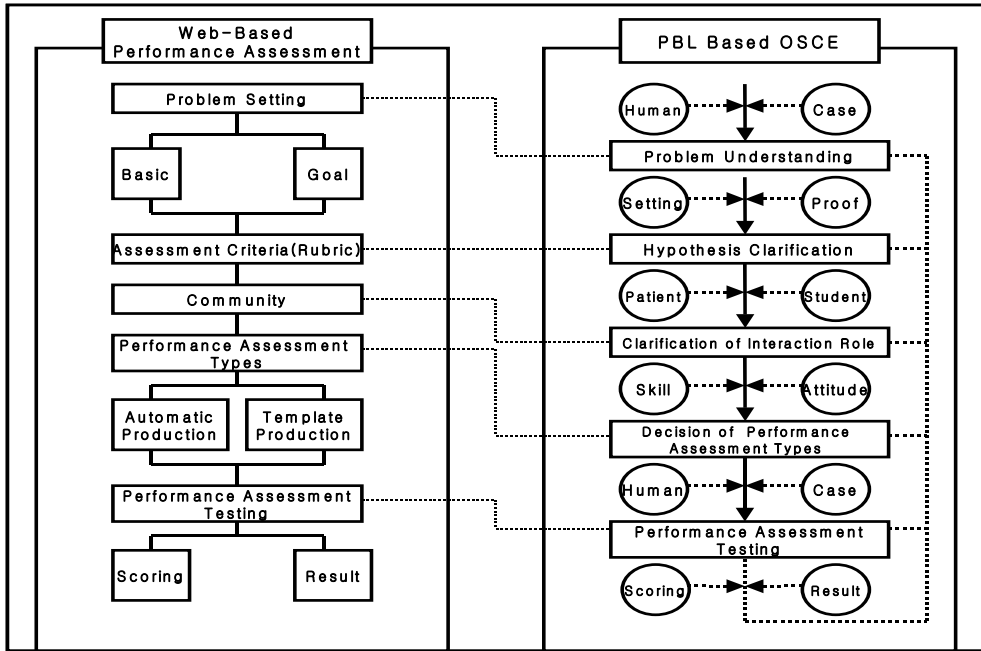 Web-Based
Performance Assessment
Problem Setting
Basic
Goal
Assessment Criteria(Rubric)
Community
Performance Assessment
Types
Automatic
Production
Template
Production
Performance Assessment
Testing
Scoring
Result
PBL Based OSCE
Human
Case
Problem Understanding
Setting
Proof
Hypothesis Clarification
Patient
Student
Clarification of Interaction Role
Skill
Attitude
Decision of Performance
Assessment Types
Human
Case
Performance Assessment
Testing
Scoring
Result